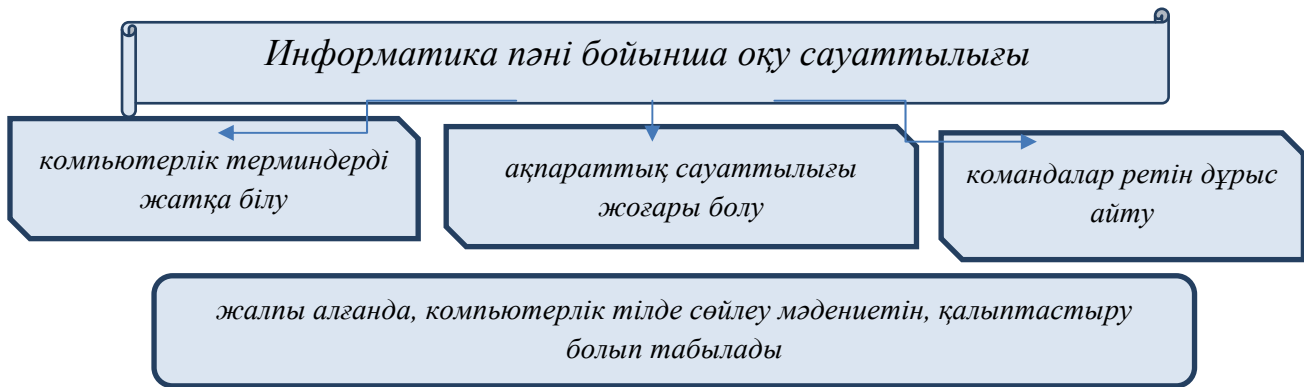 Информатика пәні бойынша оқу сауаттылығы
компьютерлік терминдерді
жатқа білу
ақпараттық сауаттылығы
жоғары болу
командалар ретін дұрыс
айту
жалпы алғанда, компьютерлік тілде сөйлеу мәдениетін, қалыптастыру
болып табылады